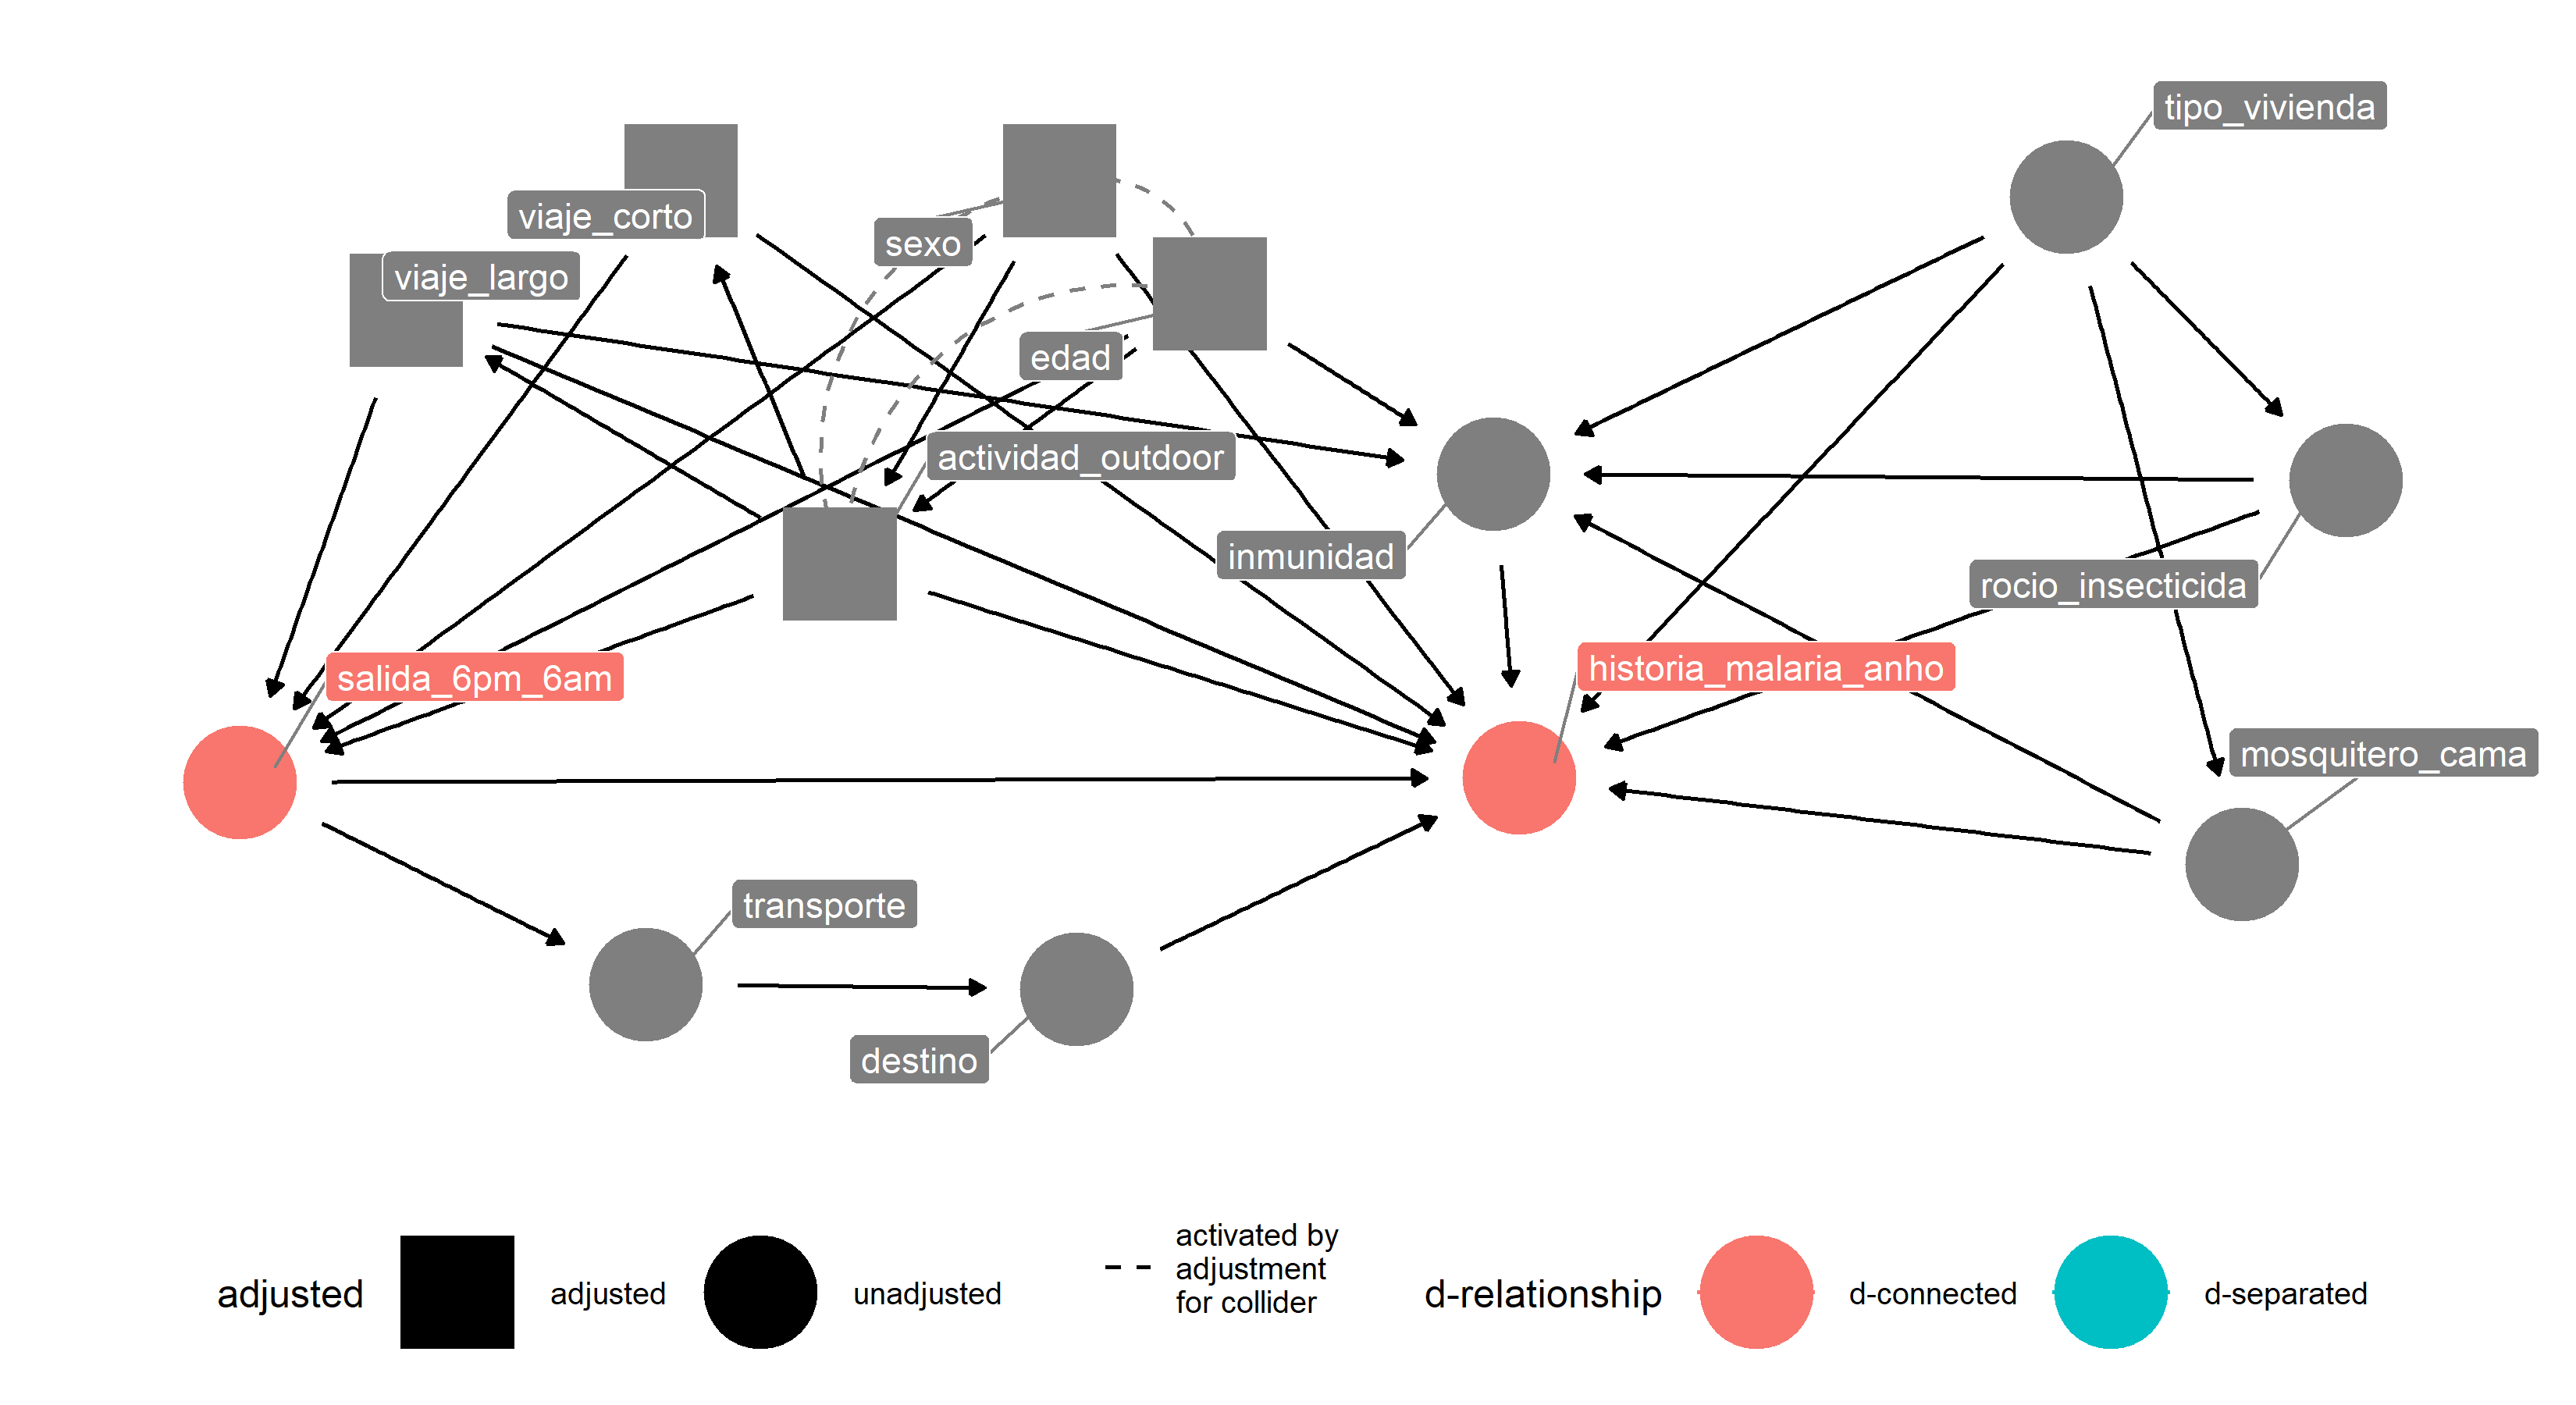 tipo_vivienda
viaje_corto
sexo
viaje_largo
edad
actividad_outdoor
inmunidad
rocio_insecticida
salida_6pm_6am
historia_malaria_anho
mosquitero_cama
transporte
destino
adjusted
adjusted
unadjusted
activated by
adjustment
for collider
d-relationship
d-connected
d-separated